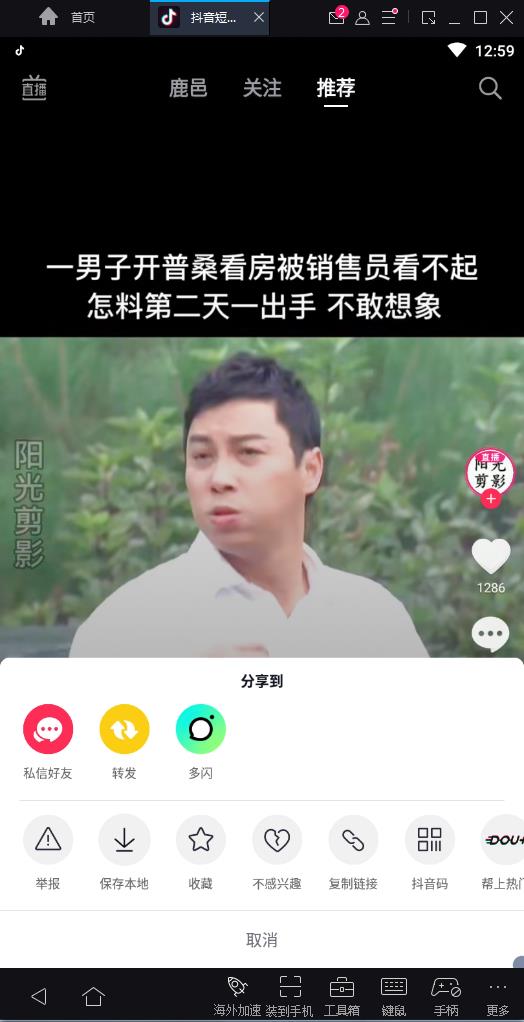 首页
抖音短...
2
12:59
直播
鹿邑
关注
推荐
一男子开普桑看房被销售员看不起
怎料第二天一出手 不敢想象
阳光剪影
直播
阳光
剪影
1286
分享到
私信好友
转发
多闪
举报
保存本地
收藏
不感兴趣
复制链接
抖音码
DOU+
帮上热门
取消
海外加速
装到手机
工具箱
键鼠
手柄
更多